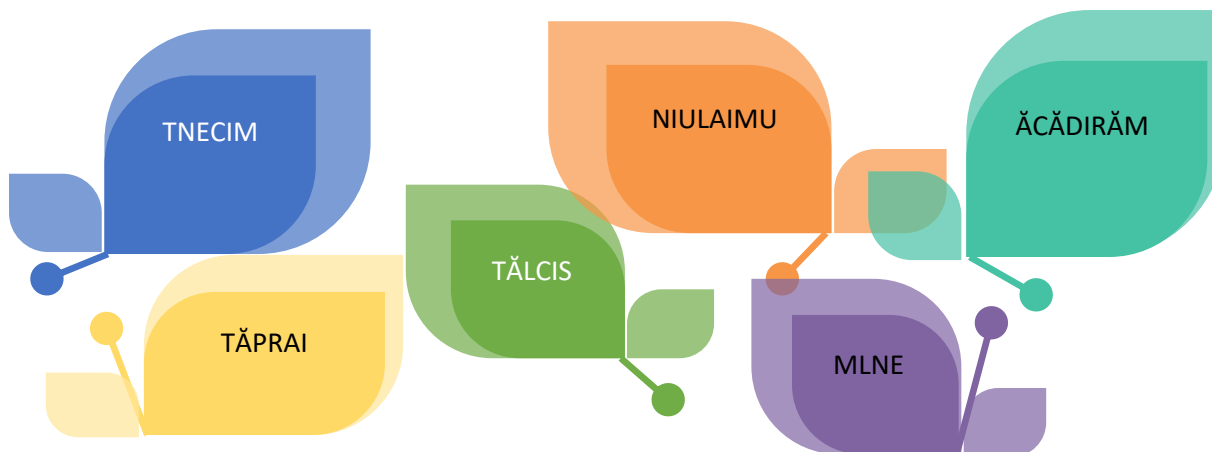 TNECIM
NIULAIMU
ĂCĂDIRĂM
TĂLCIS
TĂPRAI
MLNE